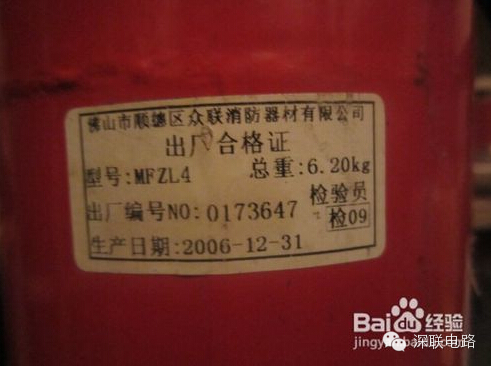 佛山市顺德区众联消防器材有限公司
出厂合格证
型号:MFZL4 总重:6.20kg
出厂编号NO:0173647 检验员
检09
生产日期:2006-12-31
Baidu 经验
深联电路